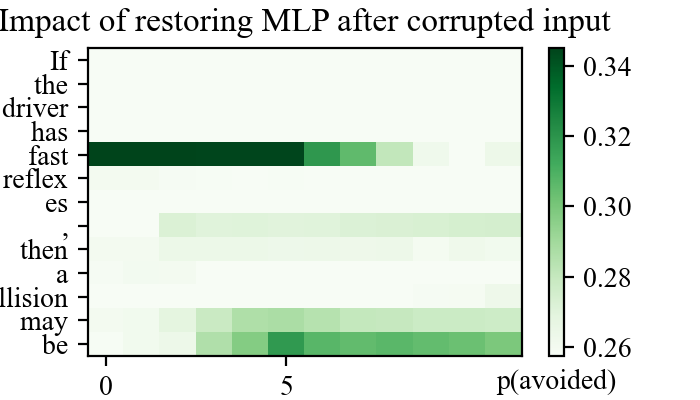 Impact of restoring MLP after corrupted input
If
the
driver
has
fast
reflex
es
,
then
a
llision
may
be
0
5
p(avoided)
0.34
0.32
0.30
0.28
0.26